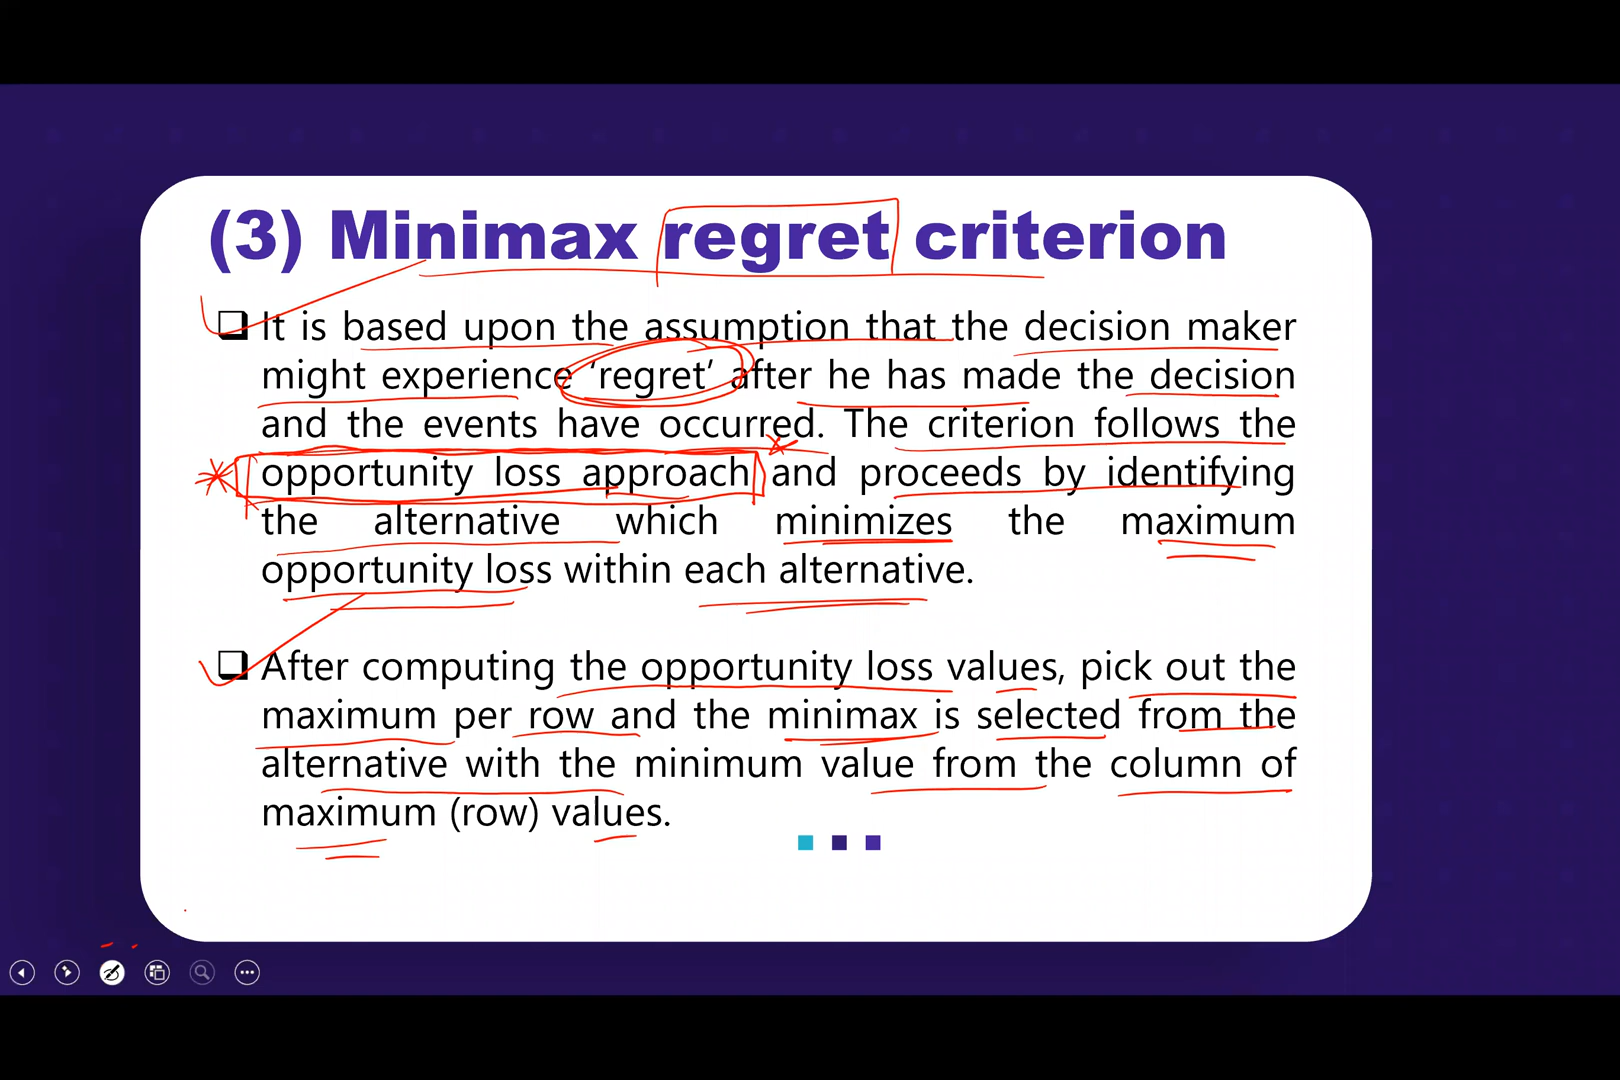 (3) Minimax regret criterion
It is based upon the assumption that the decision maker
might experience ‘regret’ after he has made the decision
and the events have occurred. The criterion follows the
opportunity loss approach and proceeds by identifying
the alternative which minimizes the maximum
opportunity loss within each alternative.
After computing the opportunity loss values, pick out the
maximum per row and the minimax is selected from the
alternative with the minimum value from the column of
maximum (row) values.